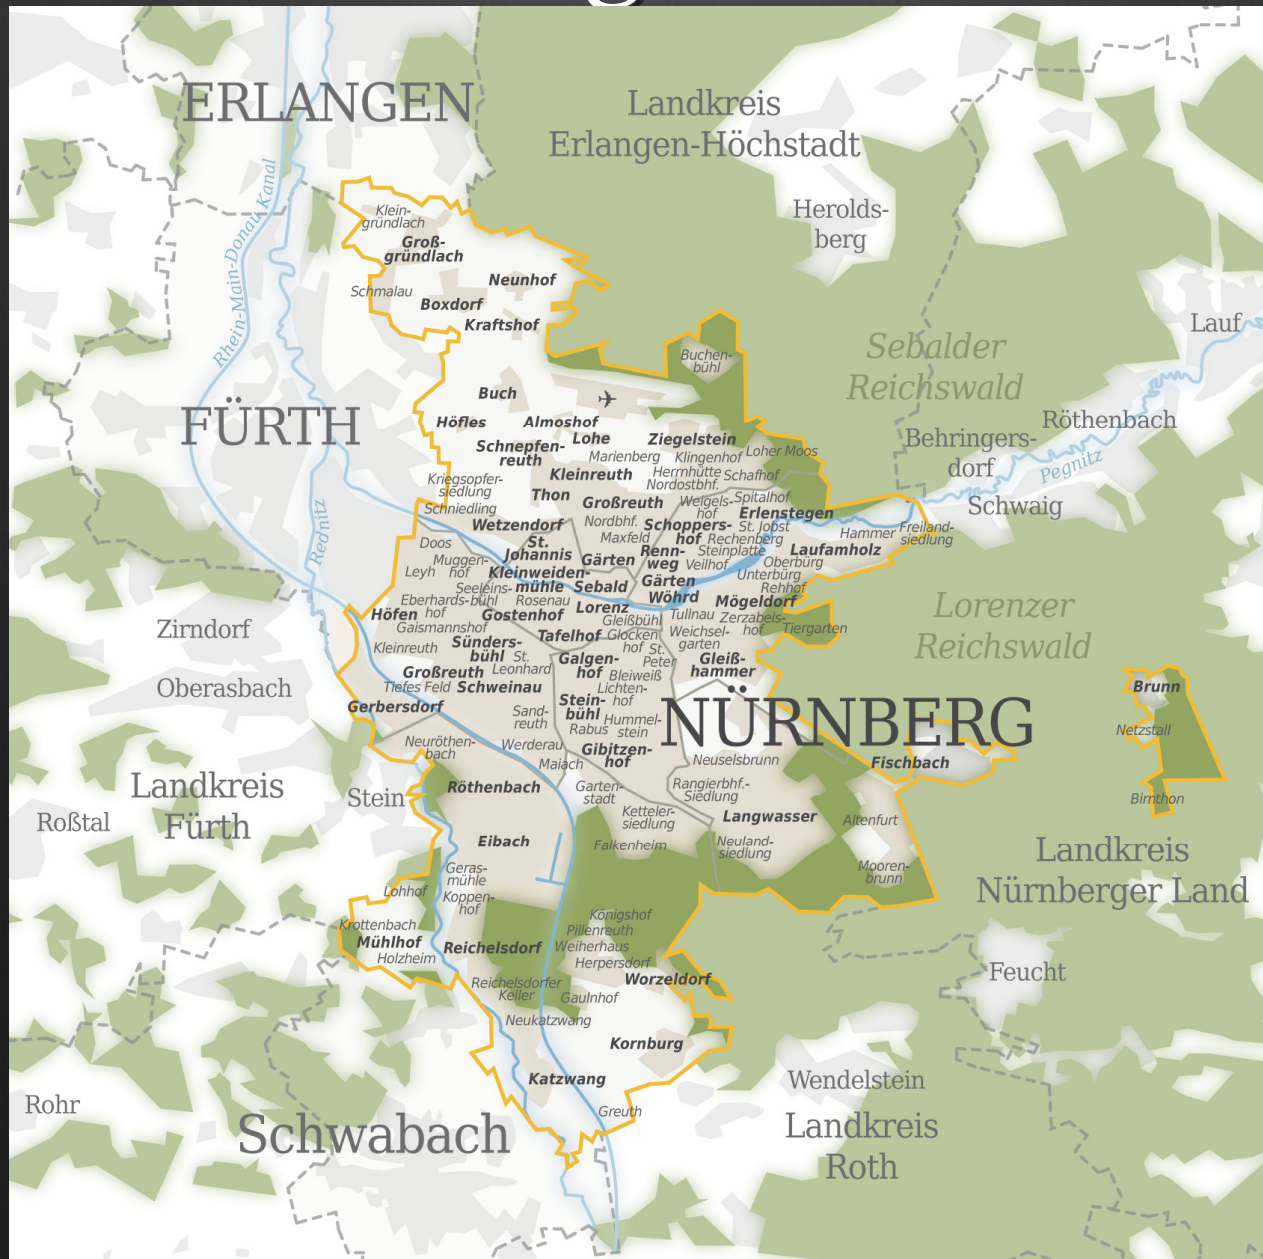 ERLANGEN
Landkreis
Erlangen-Höchstadt
Herolds-
berg
Rhein-Main-Donau Kanal
Klein-
gründlach
Groß-
gründlach
Neunhof
Schmalau
Boxdorf
Kraftshof
Lauf
Sebalder
Reichswald
Buchen-
bühl
Buch
FÜRTH
Höfles
Almoshof
Lohe
Ziegelstein
Röthenbach
Behringers-
dorf
Pegnitz
Schwaig
Schnepfen-
reuth
Marienberg
Klingenhof
Loher Moos
Kleinreuth
Herrnhütte
Schafhof
Nordostbhf.
Kriegsopfer-
siedlung
Thon
Großreuth
Weigels-
hof
Spitalhof
Schniedling
Erlenstegen
Rednitz
Wetzendorf
Nordbhf.
Schoppers-
hof
St. Jobst
Hammer
Freiland-
siedlung
Maxfeld
Rechenberg
Doos
St.
Johannis
Renn-
weg
Steinplatte
Laufamholz
Muggen-
hof
Gärten
Veilhof
Oberbürg
Leyh
Kleinweiden-
mühle
Sebald
Gärten
Wöhrd
Unterbürg
Rehhof
Seeleins-
bühl
Eberhards-
hof
Rosenau
Lorenz
Mögeldorf
Höfen
Gostenhof
Gleißbühl
Tullnau
Zerzabels-
hof
Lorenzer
Reichswald
Gaismannshof
Tafelhof
Glocken
hof
Weichsel-
garten
Tiergarten
Zirndorf
Kleinreuth
Sünders-
bühl
St.
Leonhard
Galgen-
hof
St.
Peter
Gleiß-
hammer
Großreuth
Bleiweiß
Oberasbach
Tiefes Feld
Schweinau
Lichten-
hof
Brunn
Gerbersdorf
Sand-
reuth
Stein-
bühl
Rabus
Hummel-
stein
NÜRNBERG
Netzstall
Neuröthen-
bach
Werderau
Gibitzen-
hof
Neuselsbrunn
Fischbach
Maiach
Landkreis
Fürth
Stein
Röthenbach
Garten-
stadt
Rangierbhf.-
Siedlung
Birnthon
Roßtal
Ketteler-
siedlung
Langwasser
Altenfurt
Eibach
Falkenheim
Neuland-
siedlung
Landkreis
Nürnberger Land
Geras-
mühle
Mooren-
brunn
Lohhof
Koppen-
hof
Krottenbach
Königshof
Pillenreuth
Mühlhof
Reichelsdorf
Weiherhaus
Holzheim
Herpersdorf
Feucht
Reichelsdorfer
Keller
Worzeldorf
Gaulnhof
Neukatzwang
Kornburg
Katzwang
Wendelstein
Rohr
Greuth
Schwabach
Landkreis
Roth